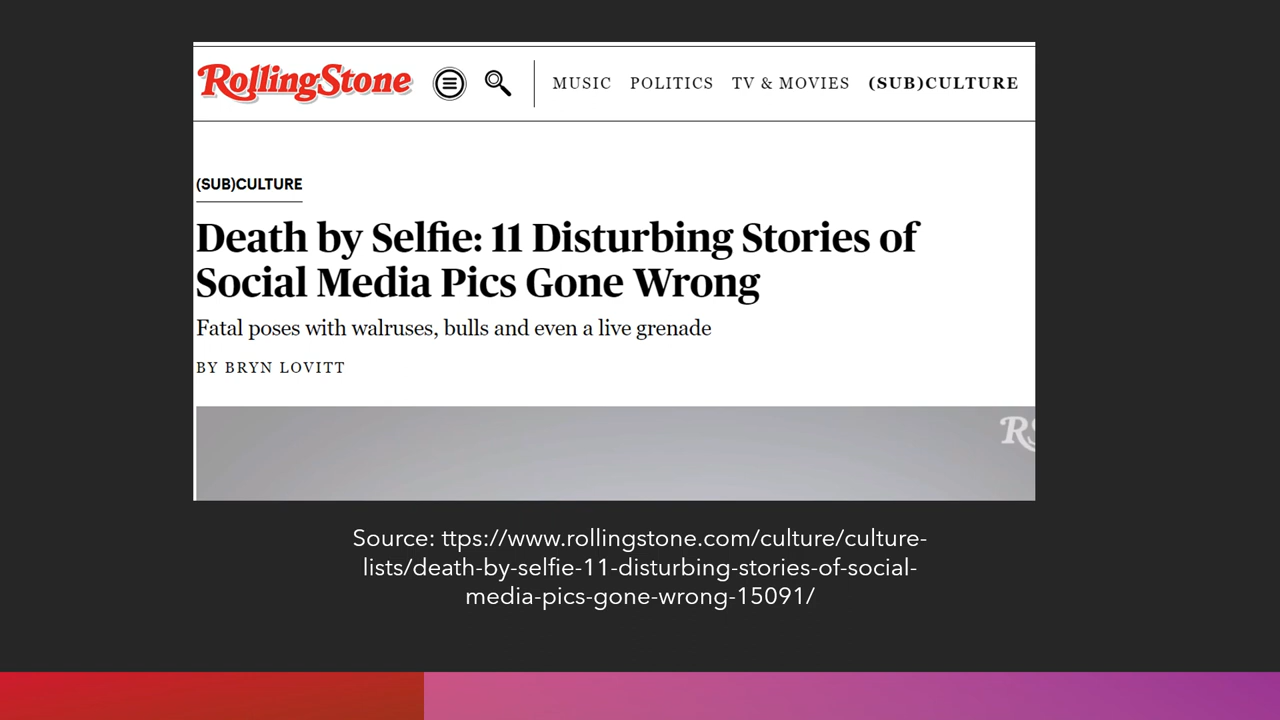 RollingStone MUSIC POLITICS TV & MOVIES (SUB)CULTURE
(SUB)CULTURE
Death by Selfie: 11 Disturbing Stories of
Social Media Pics Gone Wrong
Fatal poses with walruses, bulls and even a live grenade
BY BRYN LOVITT
RS
Source: ttps://www.rollingstone.com/culture/culture-
lists/death-by-selfie-11-disturbing-stories-of-social-
media-pics-gone-wrong-15091/